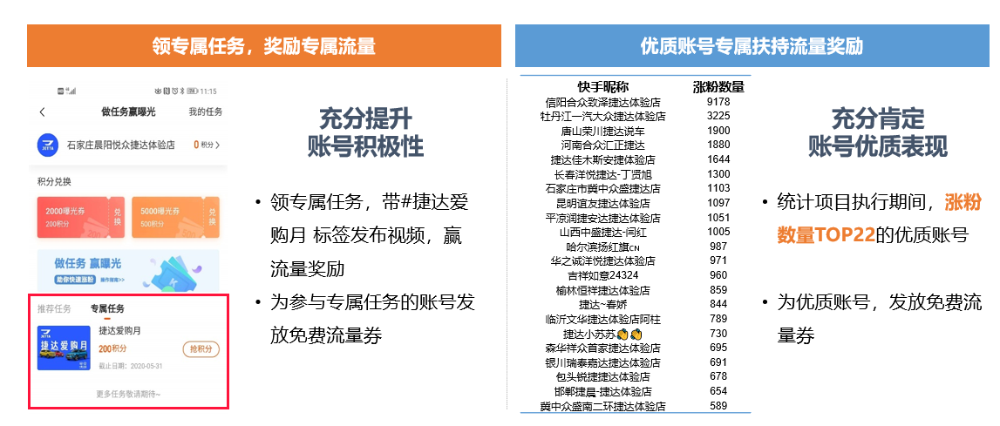 领专属任务，奖励专属流量
11:15
做任务赢曝光
我的任务
JETTA
石家庄晨阳悦众捷达体验店
0积分
积分兑换
2000曝光券
200积分
兑换
5000曝光券
500积分
兑换
做任务 赢曝光
助你快速涨粉
操作指南>>
推荐任务
专属任务
JETTA
捷达爱购月
捷达爱购月
200积分
截止日期：2020-05-31
抢积分
更多任务敬请期待~
充分提升
账号积极性
• 领专属任务，带#捷达爱
购月 标签发布视频，赢
流量奖励
• 为参与专属任务的账号发
放免费流量券
优质账号专属扶持流量奖励
快手昵称 涨粉数量
信阳合众致泽捷达体验店 9178
牡丹江一汽大众捷达体验店 3225
唐山荣川捷达说车 1900
河南合众汇正捷达 1880
捷达佳木斯安捷体验店 1644
长春洋悦捷达-丁贤旭 1300
石家庄市冀中众盛捷达店 1103
昆明谊友捷达体验店 1097
平凉润捷安达捷达体验店 1051
山西中盛捷达-闫红 1005
哈尔滨扬红旗CN 987
华之诚洋悦捷达体验店 971
吉祥如意24324 960
榆林恒祥捷达体验店 859
捷达~春娇 844
临沂文华捷达体验店阿柱 789
捷达小苏苏👏👏 730
森华祥众首家捷达体验店 695
银川瑞泰嘉达捷达体验店 691
包头锐捷捷达体验店 678
邯郸捷晨-捷达体验店 654
冀中众盛南二环捷达体验店 589
充分肯定
账号优质表现
• 统计项目执行期间，涨粉
数量TOP22的优质账号
• 为优质账号，发放免费流
量券